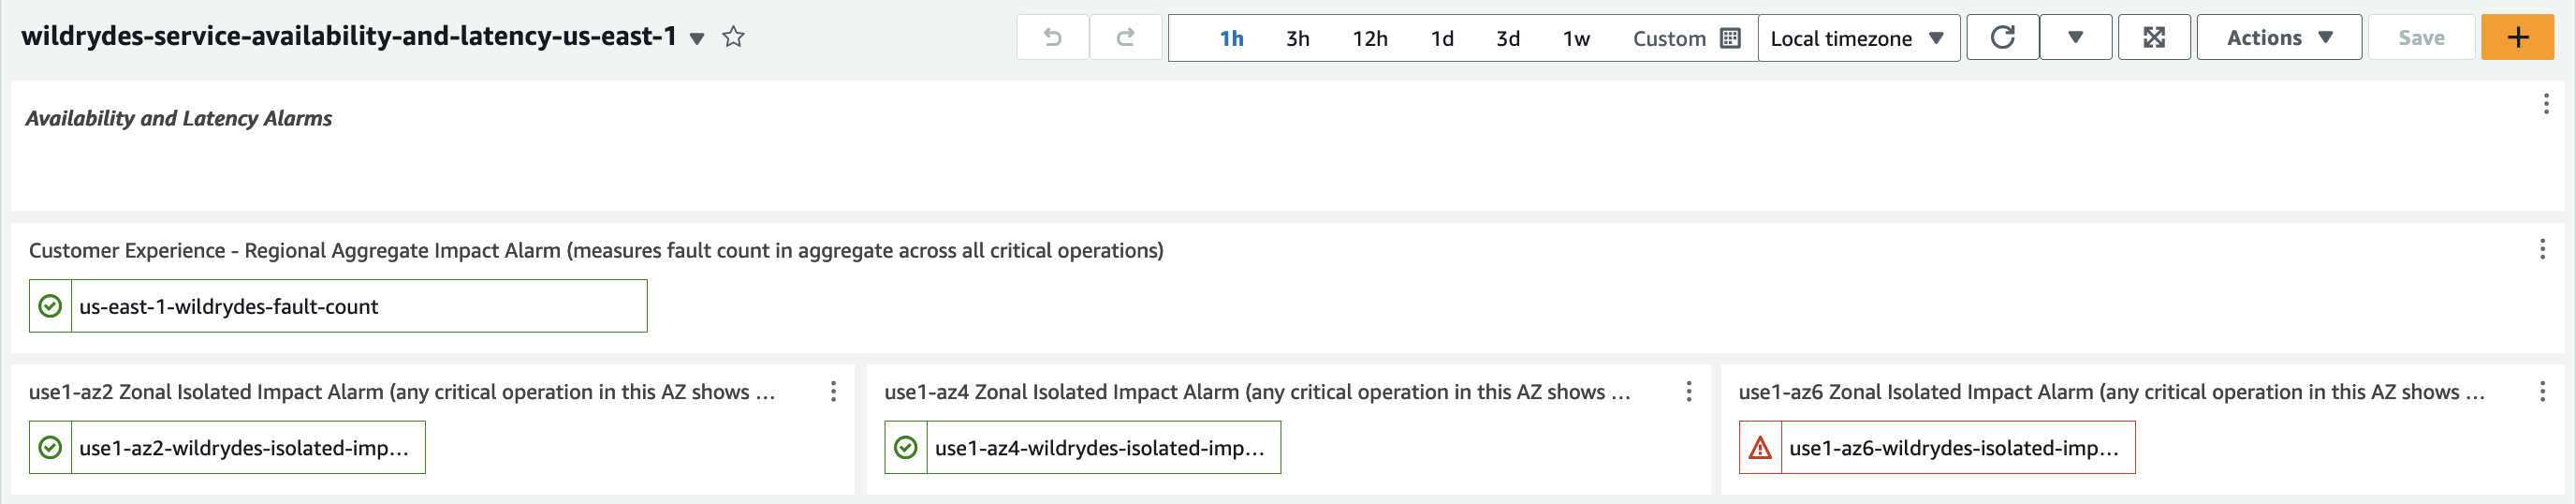 wildrydes-service-availability-and-latency-us-east-1
1h 3h 12h 1d 3d 1w Custom Local timezone Actions Save
Availability and Latency Alarms
Customer Experience - Regional Aggregate Impact Alarm (measures fault count in aggregate across all critical operations)
us-east-1-wildrydes-fault-count
use1-az2 Zonal Isolated Impact Alarm (any critical operation in this AZ shows ...
use1-az2-wildrydes-isolated-imp...
use1-az4 Zonal Isolated Impact Alarm (any critical operation in this AZ shows ...
use1-az4-wildrydes-isolated-imp...
use1-az6 Zonal Isolated Impact Alarm (any critical operation in this AZ shows ...
use1-az6-wildrydes-isolated-imp...